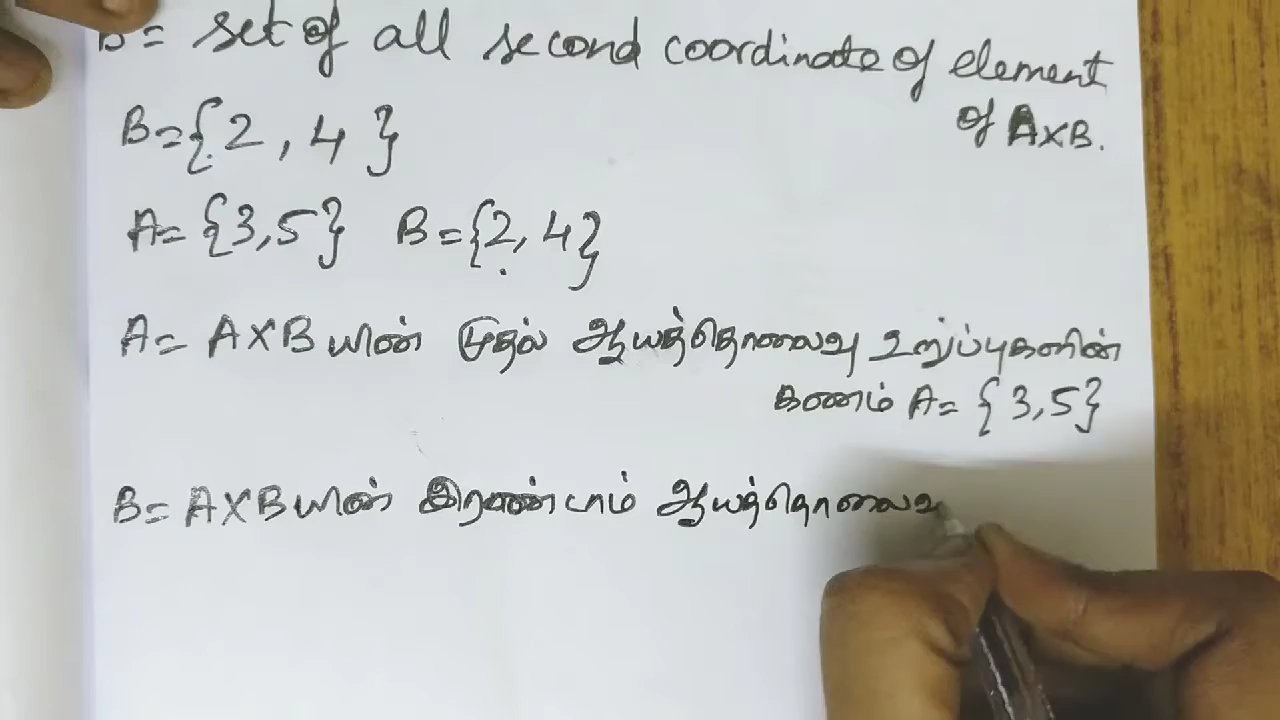 B = set of all second coordinate of element
of A×B.
B={2, 4}
A= {3,5} B={2, 4}
A= A×B யின் முதல் ஆயத்தொலைவு உறுப்புகளின்
கணம் A= {3,5}
B= A×B யின் இரண்டாம் ஆயத்தொலைவு